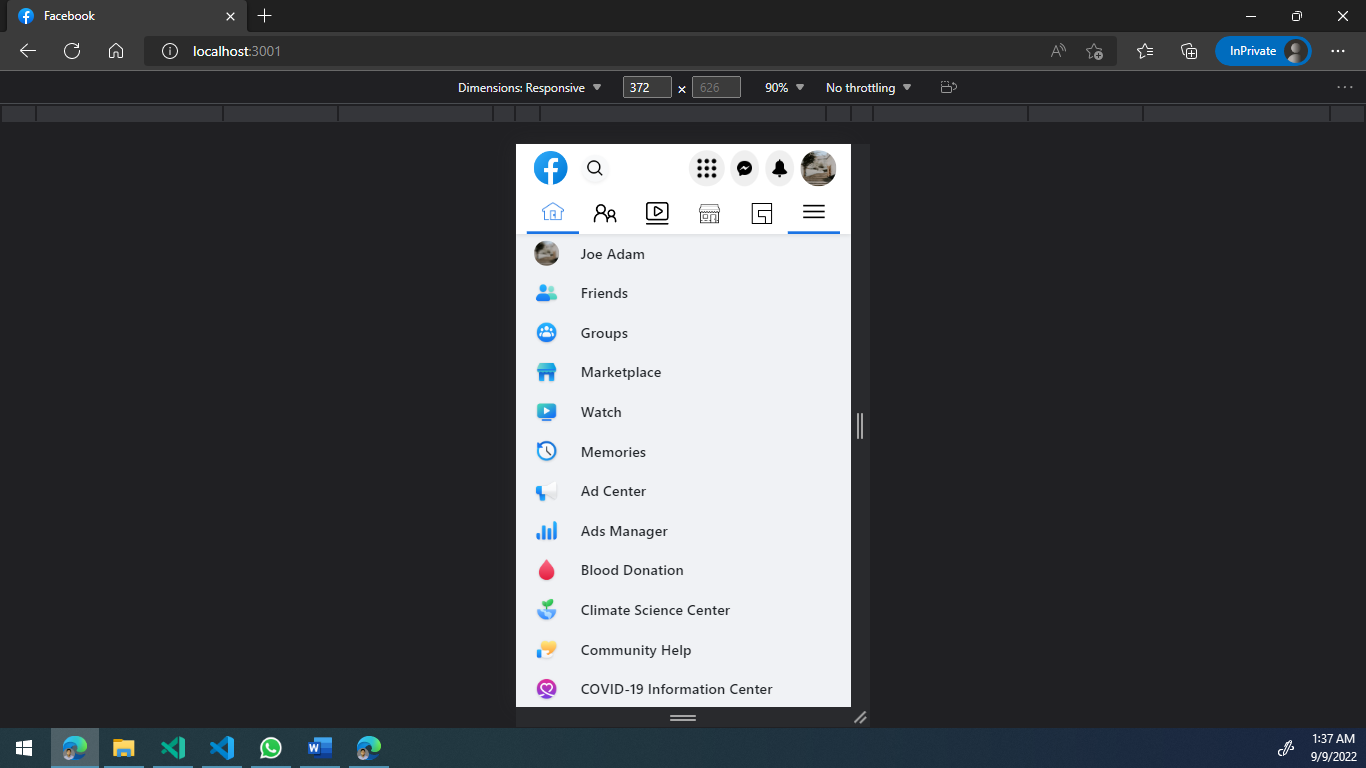 Facebook
localhost:3001
InPrivate
Dimensions: Responsive 372 × 626 90% No throttling
Joe Adam
Friends
Groups
Marketplace
Watch
Memories
Ad Center
Ads Manager
Blood Donation
Climate Science Center
Community Help
COVID-19 Information Center
1:37 AM
9/9/2022